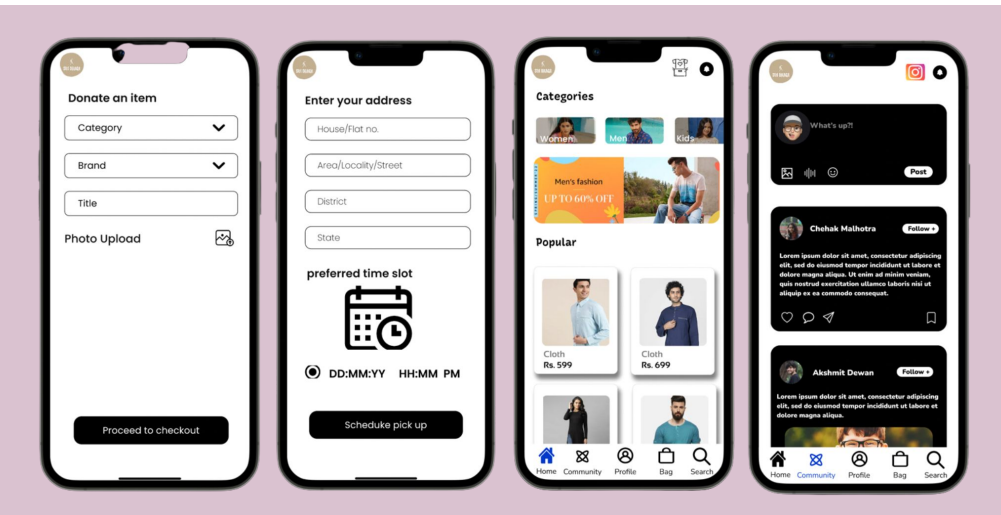 Donate an item
Category
Brand
Title
Photo Upload
Proceed to checkout
Enter your address
House/Flat no.
Area/Locality/Street
District
State
preferred time slot
DD:MM:YY HH:MM PM
Scheduke pick up
Categories
Women
Men
Kids
Men's fashion
UP TO 60% OFF
Popular
Cloth
Rs. 599
Cloth
Rs. 699
Home
Community
Profile
Bag
Search
What's up?!
Post
Chehak Malhotra
Follow +
Lorem ipsum dolor sit amet, consectetur adipiscing
elit, sed do eiusmod tempor incididunt ut labore et
dolore magna aliqua. Ut enim ad minim veniam,
quis nostrud exercitation ullamco laboris nisi ut
aliquip ex ea commodo consequat.
Akshmit Dewan
Follow +
Lorem ipsum dolor sit amet, consectetur adipiscing
elit, sed do eiusmod tempor incididunt ut labore et
dolore magna aliqua.
Home
Community
Profile
Bag
Search